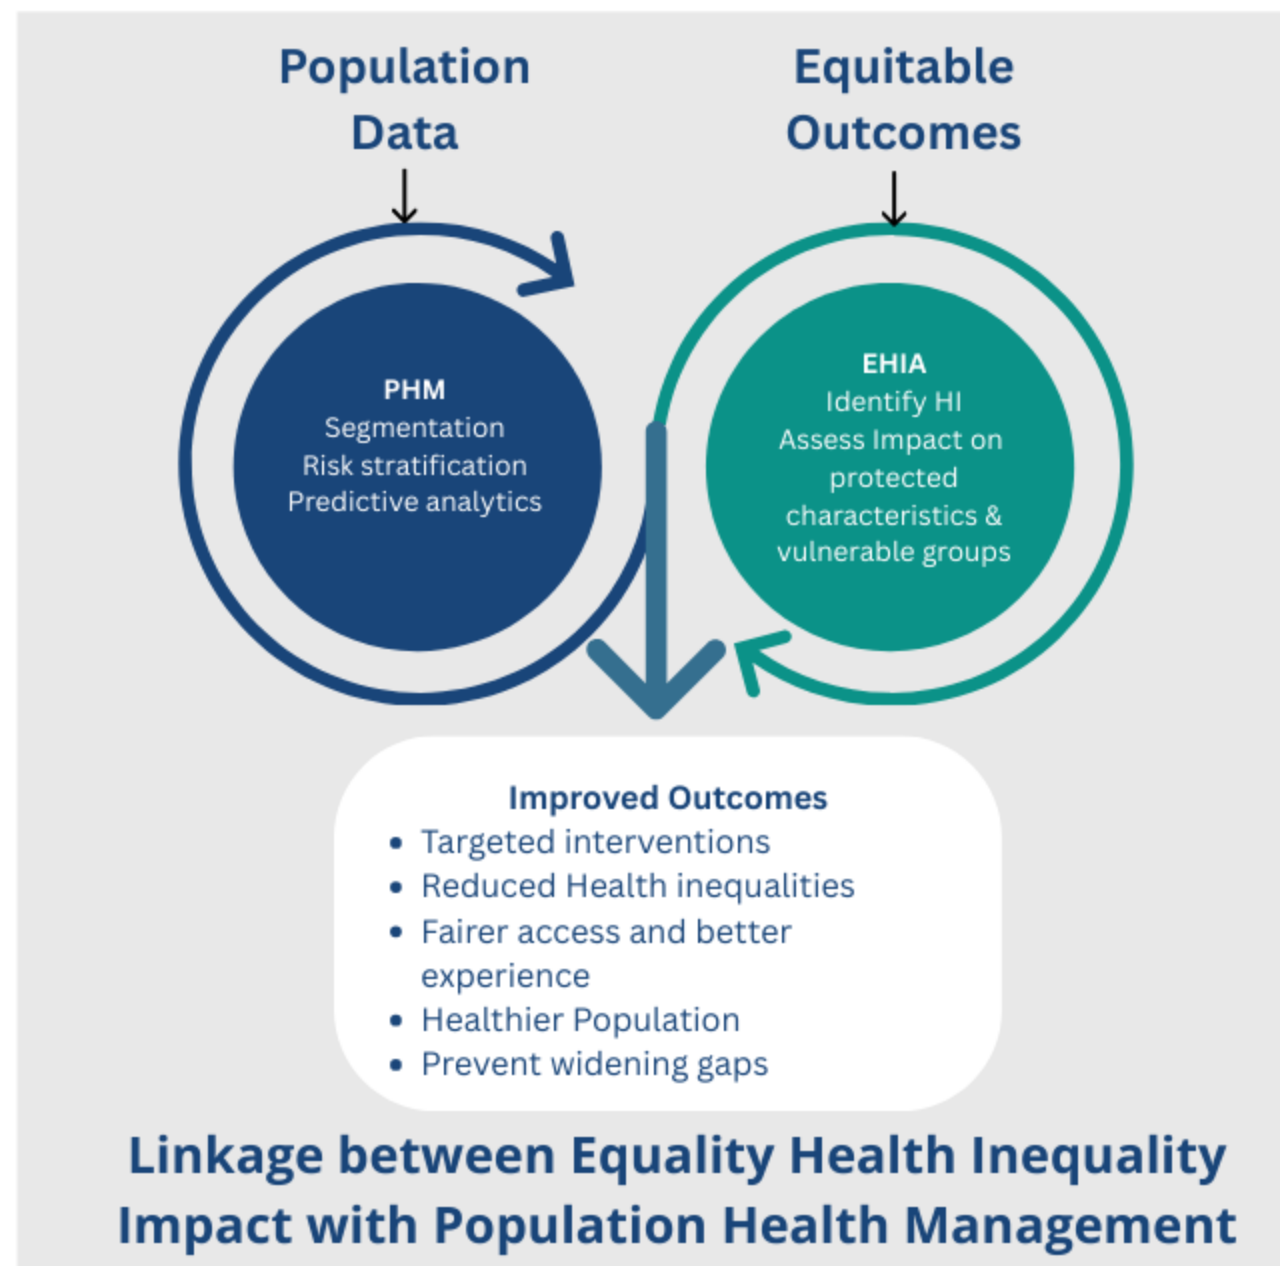 Population
Data
Equitable
Outcomes
PHM
Segmentation
Risk stratification
Predictive analytics
EHIA
Identify HI
Assess Impact on
protected
characteristics &
vulnerable groups
Improved Outcomes
• Targeted interventions
• Reduced Health inequalities
• Fairer access and better
experience
• Healthier Population
• Prevent widening gaps
Linkage between Equality Health Inequality
Impact with Population Health Management